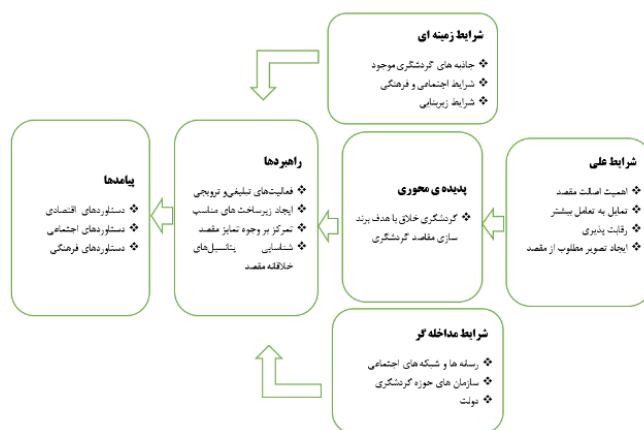 شرایط زمینه ای
❖ جاذبه های گردشگری موجود
❖ شرایط اجتماعی و فرهنگی
❖ شرایط زیربنایی
شرایط علی
❖ اهمیت اصالت مقصد
❖ تمایل به تعامل بیشتر
❖ رقابت پذیری
❖ ایجاد تصویر مطلوب از مقصد
پدیده ی محوری
❖ گردشگری خلاق با هدف برند
سازی مقاصد گردشگری
راهبردها
❖ فعالیت‌های تبلیغی و ترویجی
❖ ایجاد زیرساخت های مناسب
❖ تمرکز بر وجوه تمایز مقصد
❖ شناسایی پتانسیل‌های
خلاقانه مقصد
پیامدها
❖ دستاوردهای اقتصادی
❖ دستاوردهای اجتماعی
❖ دستاوردهای فرهنگی
شرایط مداخله گر
❖ رسانه ها و شبکه های اجتماعی
❖ سازمان های حوزه گردشگری
❖ دولت